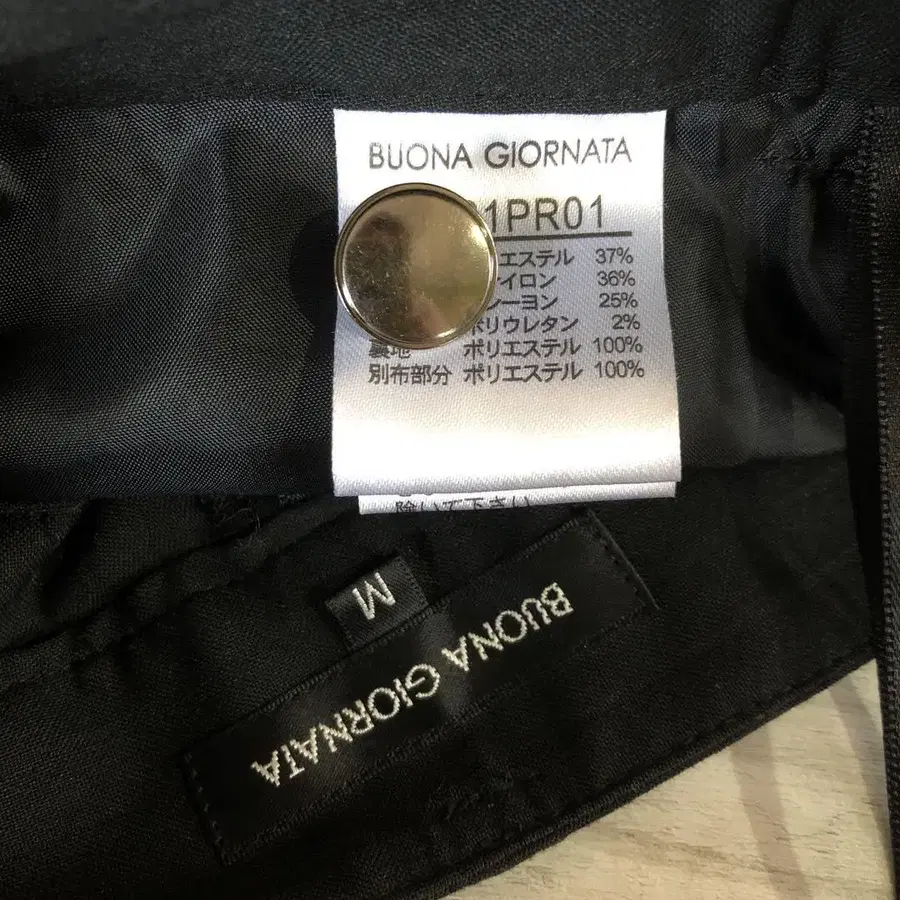 BUONA GIORNATA
1PR01
エステル 37%
イロン 36%
ーヨン 25%
ポリウレタン 2%
裏地 ポリエステル 100%
別布部分 ポリエステル 100%
除いて下さい
M
BUONA GIORNATA